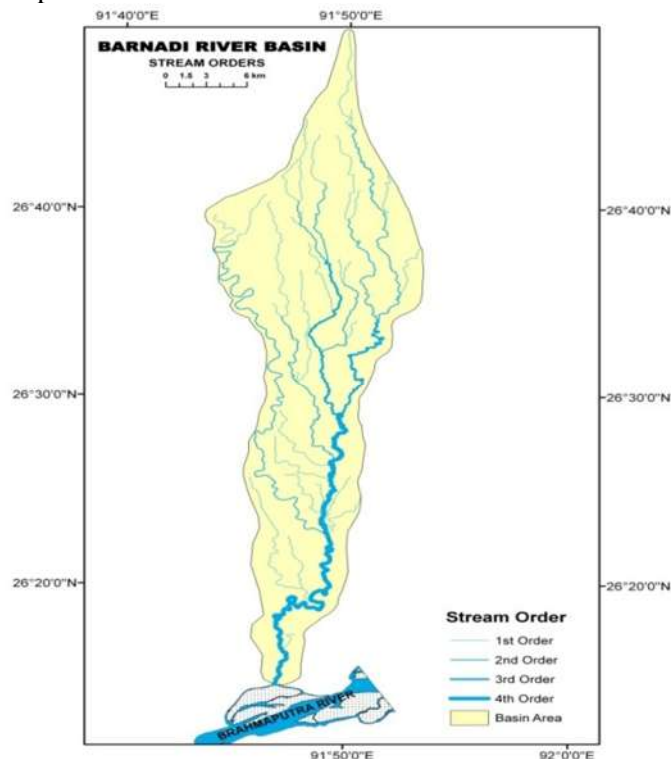 91°40'0"E 91°50'0"E
BARNADI RIVER BASIN
STREAM ORDERS
0 1.5 3 6 km
26°40'0"N 26°40'0"N
26°30'0"N 26°30'0"N
26°20'0"N 26°20'0"N
Stream Order
1st Order
2nd Order
3rd Order
4th Order
Basin Area
BRAHMAPUTRA RIVER
91°50'0"E 92°0'0"E